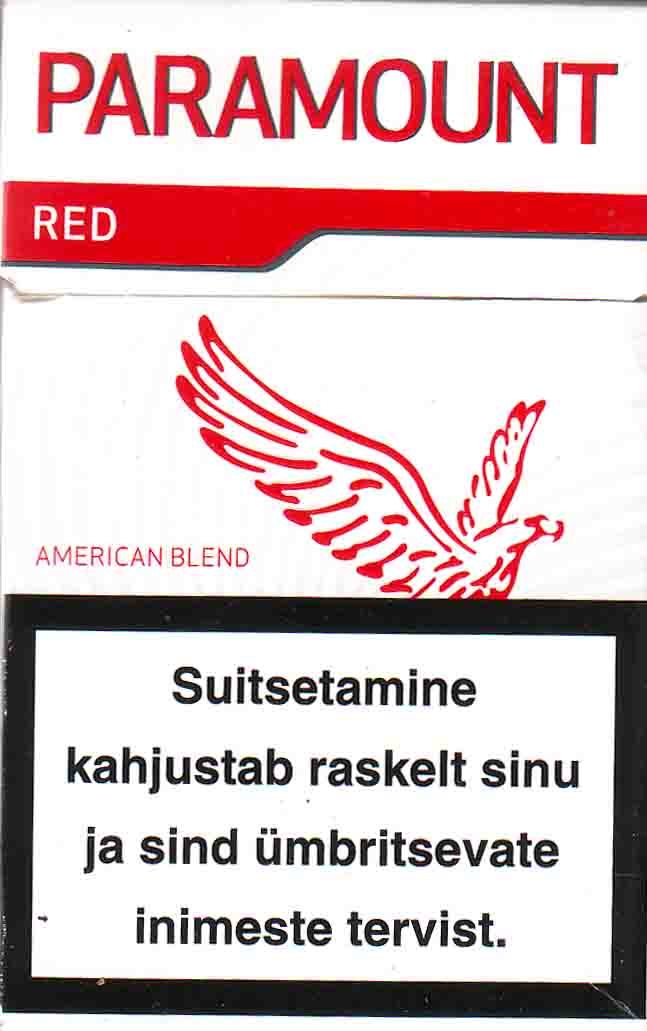 PARAMOUNT
RED
AMERICAN BLEND
Suitsetamine
kahjustab raskelt sinu
ja sind ümbritsevate
inimeste tervist.